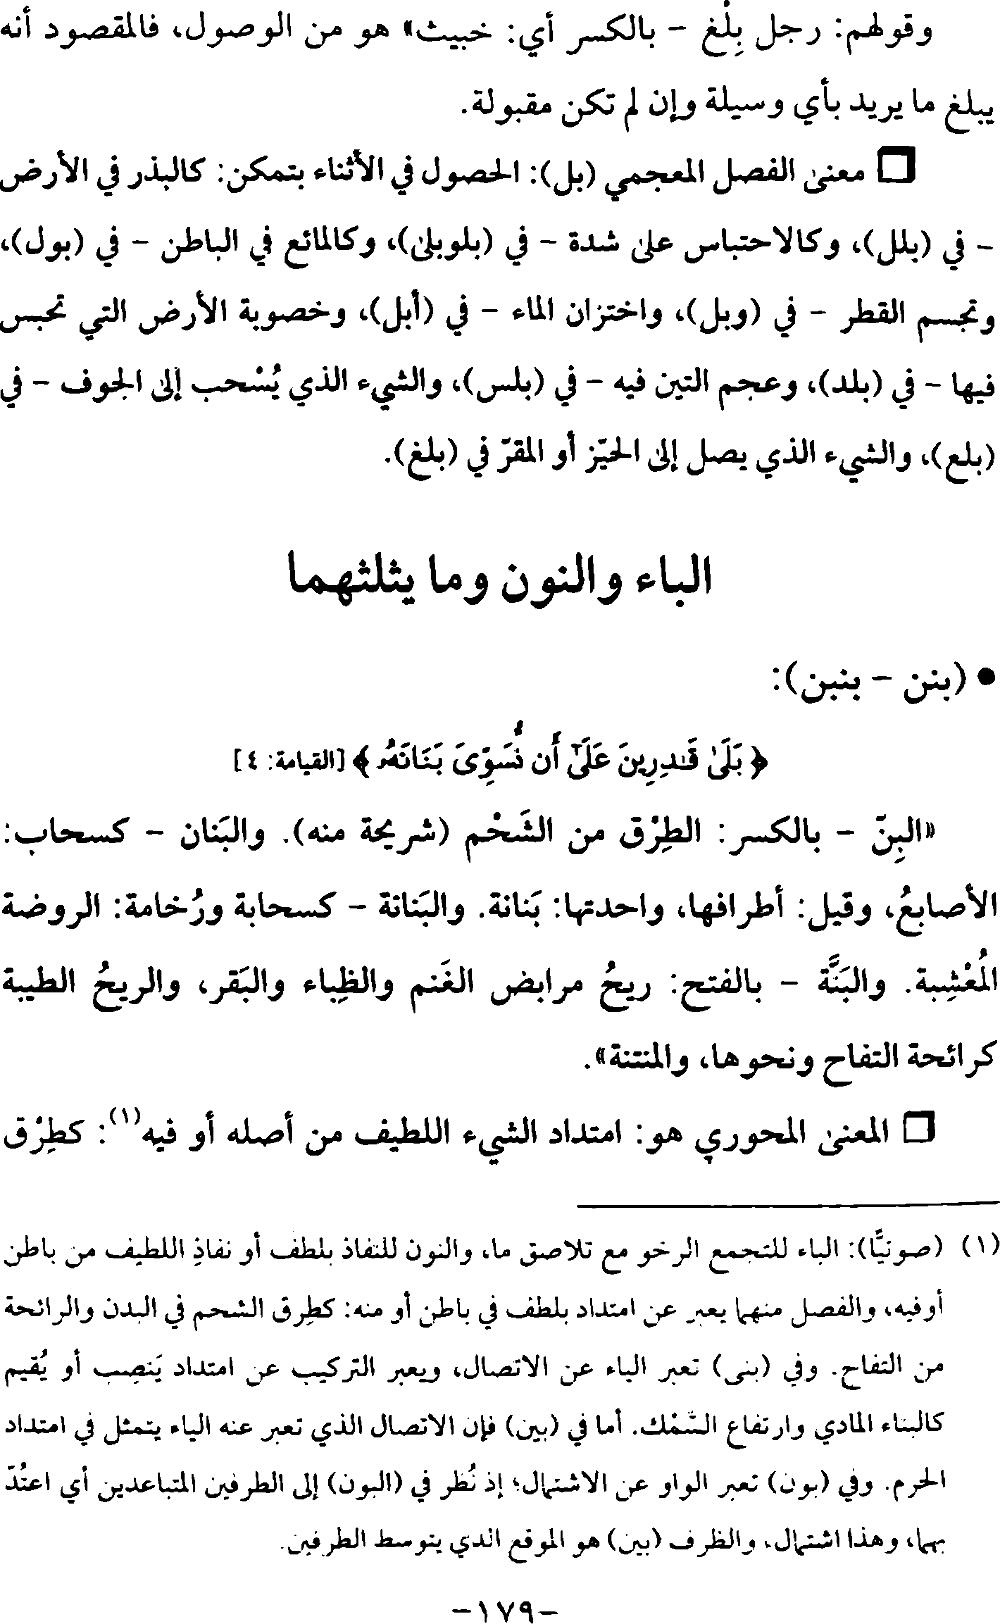 وقولهم: رجل بِلْغ - بالكسر أي: خبيث» هو من الوصول، فالمقصود أنه
يبلغ ما يريد بأي وسيلة وإن لم تكن مقبولة.
❒ معنى الفصل المعجمي (بل): الحصول في الأثناء بتمكن: كالبذر في الأرض
- في (بلل)، وكالاحتباس على شدة - في (بلوبلى)، وكالمائع في الباطن - في (بول)،
وتجسم القطر - في (وبل)، واختزان الماء - في (أبل)، وخصوبة الأرض التي تحبس
فيها - في (بلد)، وعجم التين فيه - في (بلس)، والشيء الذي يُسْحب إلى الجوف - في
(بلع)، والشيء الذي يصل إلى الحيّز أو المقرّ في (بلغ).
الباء والنون وما يثلثهما
• (بنن - بنبن):
﴿ بَلَىٰ قَـٰدِرِينَ عَلَىٰٓ أَن نُّسَوِّىَ بَنَانَهُۥ ﴾ [القيامة: ٤]
«البِنّ - بالكسر: الطِرْق من الشَحْم (شريحة منه). والبَنان - كسحاب:
الأصابعُ، وقيل: أطرافها، واحدتها: بَنانة. والبَنانة - كسحابة ورُخامة: الروضة
المُعْشِبة. والبَنَّة - بالفتح: ريحُ مرابض الغَنم والظِباء والبَقر، والريحُ الطيبة
كرائحة التفاح ونحوها، والمنتنة».
❒ المعنى المحوري هو: امتداد الشيء اللطيف من أصله أو فيه(١): كطِرْق
(١) (صوتيًّا): الباء للتجمع الرخو مع تلاصق ما، والنون للنفاذ بلطف أو نفاذِ اللطيف من باطن
أوفيه، والفصل منهما يعبر عن امتداد بلطف في باطن أو منه: كطِرق الشحم في البدن والرائحة
من التفاح. وفي (بنى) تعبر الياء عن الاتصال، ويعبر التركيب عن امتداد يَنصِب أو يُقيم
كالبناء المادي وارتفاع السَّمْك. أما في (بين) فإن الاتصال الذي تعبر عنه الياء يتمثل في امتداد
الجرم. وفي (بون) تعبر الواو عن الاشتمال؛ إذ نُظر في (البون) إلى الطرفين المتباعدين أي اعتُدّ
بهما، وهذا اشتمال، والظرف (بين) هو الموقع الذي يتوسط الطرفين.
-١٧٩-